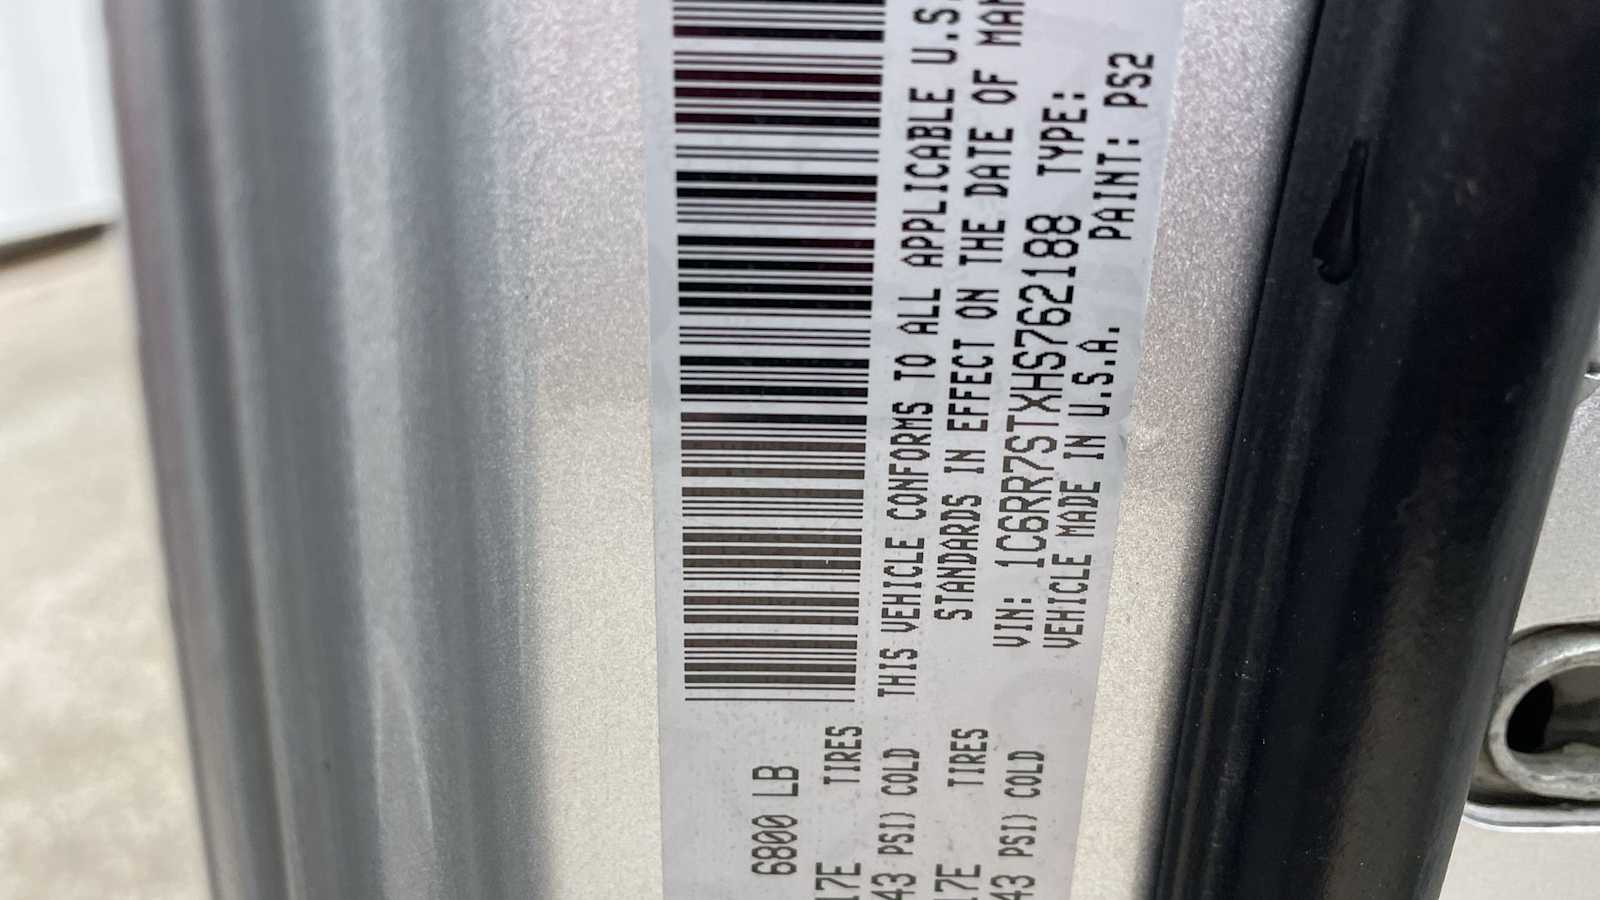 6800 LB
17E TIRES
43 PSI) COLD
17E TIRES
43 PSI) COLD
THIS VEHICLE CONFORMS TO ALL APPLICABLE U.S.
STANDARDS IN EFFECT ON THE DATE OF MAN
VIN: 1C6RR7STXHS762188 TYPE:
VEHICLE MADE IN U.S.A. PAINT: PS2